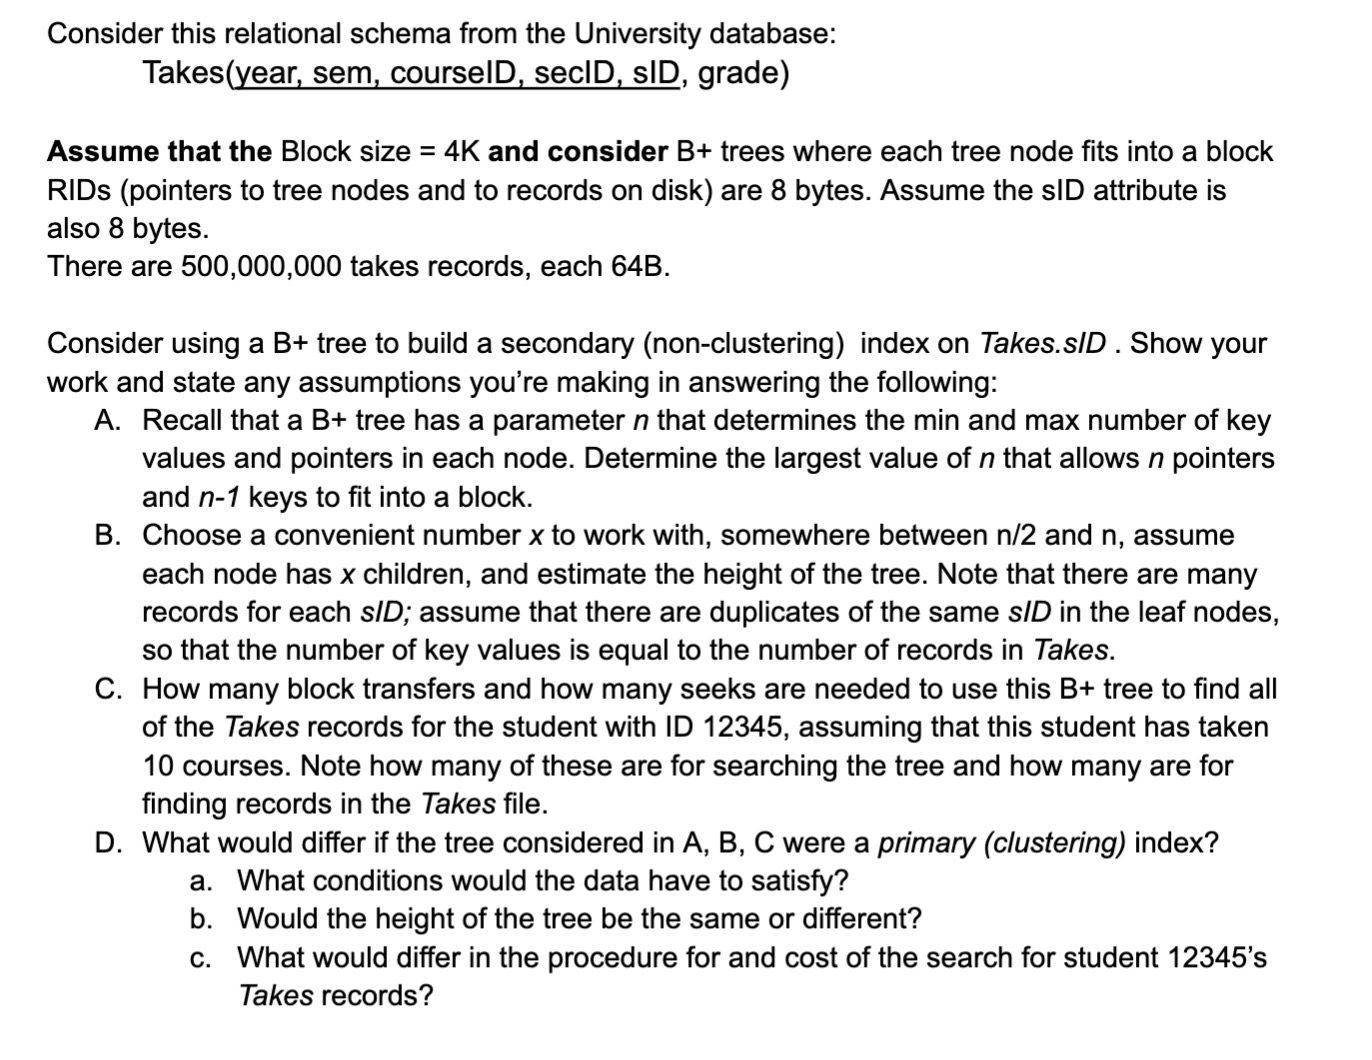 Consider this relational schema from the University database:
Takes(year, sem, courseID, secID, sID, grade)
Assume that the Block size = 4K and consider B+ trees where each tree node fits into a block
RIDs (pointers to tree nodes and to records on disk) are 8 bytes. Assume the sID attribute is
also 8 bytes.
There are 500,000,000 takes records, each 64B.
Consider using a B+ tree to build a secondary (non-clustering)  index on Takes.sID . Show your
work and state any assumptions you're making in answering the following:
A. Recall that a B+ tree has a parameter n that determines the min and max number of key
values and pointers in each node. Determine the largest value of n that allows n pointers
and n-1 keys to fit into a block.
B. Choose a convenient number x to work with, somewhere between n/2 and n, assume
each node has x children, and estimate the height of the tree. Note that there are many
records for each sID; assume that there are duplicates of the same sID in the leaf nodes,
so that the number of key values is equal to the number of records in Takes.
C. How many block transfers and how many seeks are needed to use this B+ tree to find all
of the Takes records for the student with ID 12345, assuming that this student has taken
10 courses. Note how many of these are for searching the tree and how many are for
finding records in the Takes file.
D. What would differ if the tree considered in A, B, C were a primary (clustering) index?
a. What conditions would the data have to satisfy?
b. Would the height of the tree be the same or different?
c. What would differ in the procedure for and cost of the search for student 12345's
Takes records?